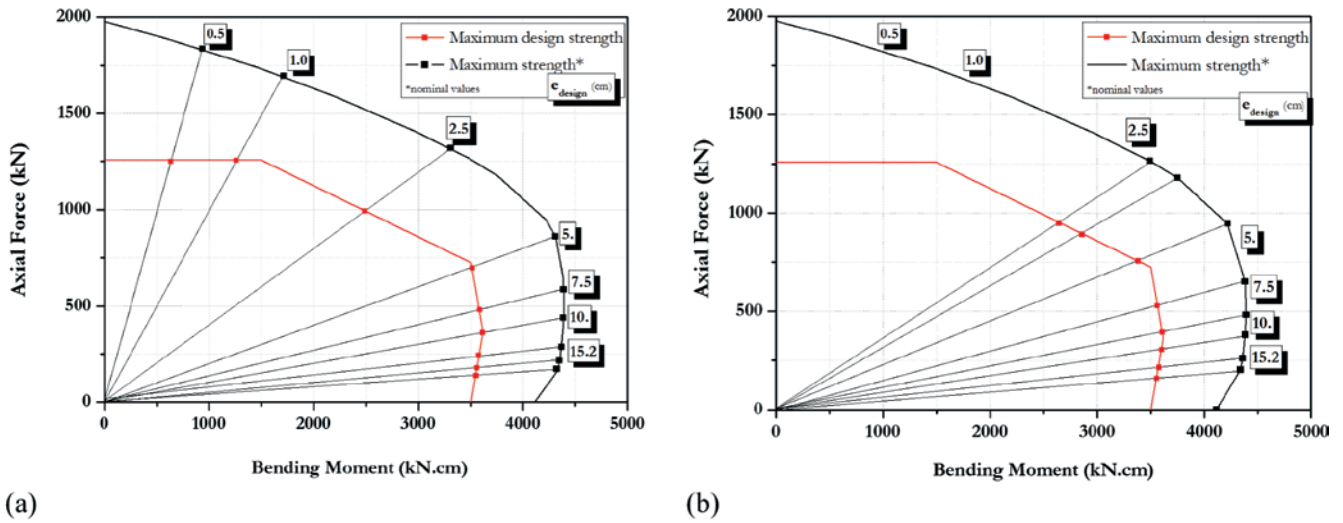 2000
1500
1000
500
0
Axial Force (kN)
0 1000 2000 3000 4000 5000
Bending Moment (kN.cm)
Maximum design strength
Maximum strength*
*nominal values
e design (cm)
0.5
1.0
2.5
5.
7.5
10.
15.2
(a)
2000
1500
1000
500
0
Axial Force (kN)
0 1000 2000 3000 4000 5000
Bending Moment (kN.cm)
Maximum design strength
Maximum strength*
*nominal values
e design (cm)
0.5
1.0
2.5
5.
7.5
10.
15.2
(b)